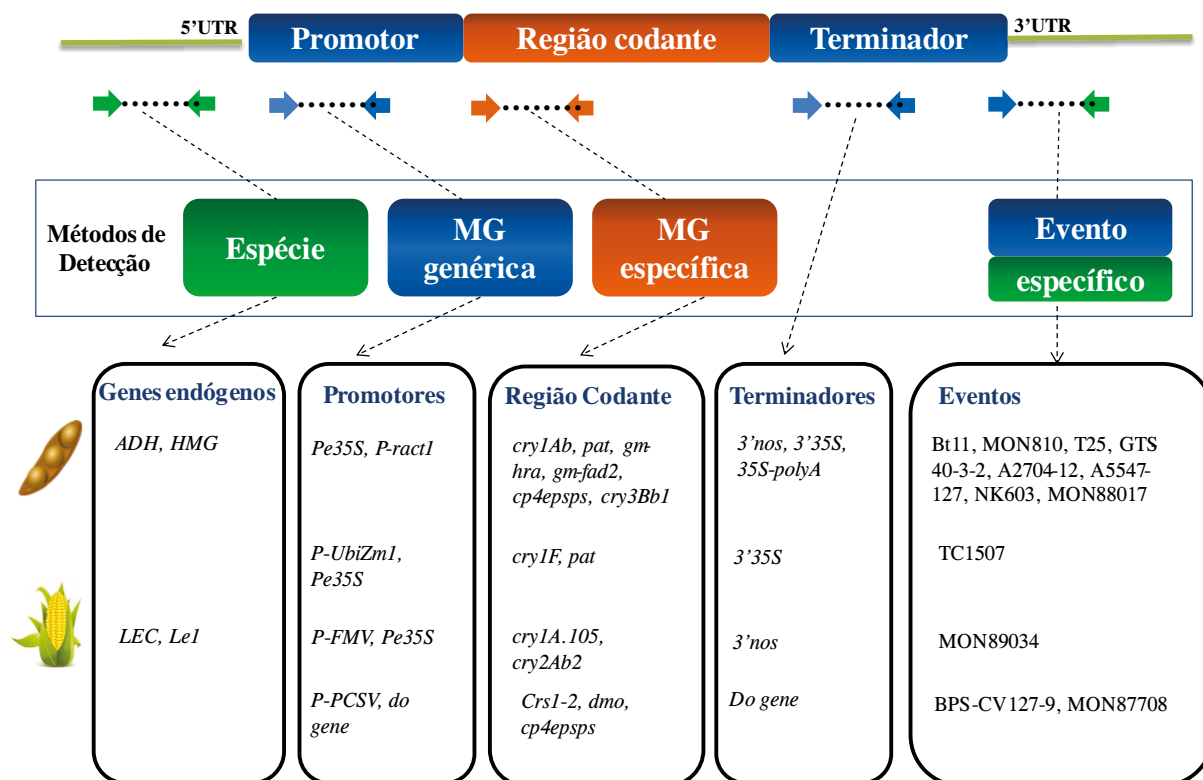 5’UTR
Promotor
Região codante
Terminador
3’UTR
Métodos de
Detecção
Espécie
MG
genérica
MG
específica
Evento
específico
Genes endógenos
ADH, HMG
LEC, Le1
Promotores
Pe35S, P-ract1
P-UbiZm1,
Pe35S
P-FMV, Pe35S
P-PCSV, do
gene
Região Codante
cry1Ab, pat, gm-
hra, gm-fad2,
cp4epsps, cry3Bb1
cry1F, pat
cry1A.105,
cry2Ab2
Crs1-2, dmo,
cp4epsps
Terminadores
3’nos, 3’35S,
35S-polyA
3’35S
3’nos
Do gene
Eventos
Bt11, MON810, T25, GTS
40-3-2, A2704-12, A5547-
127, NK603, MON88017
TC1507
MON89034
BPS-CV127-9, MON87708